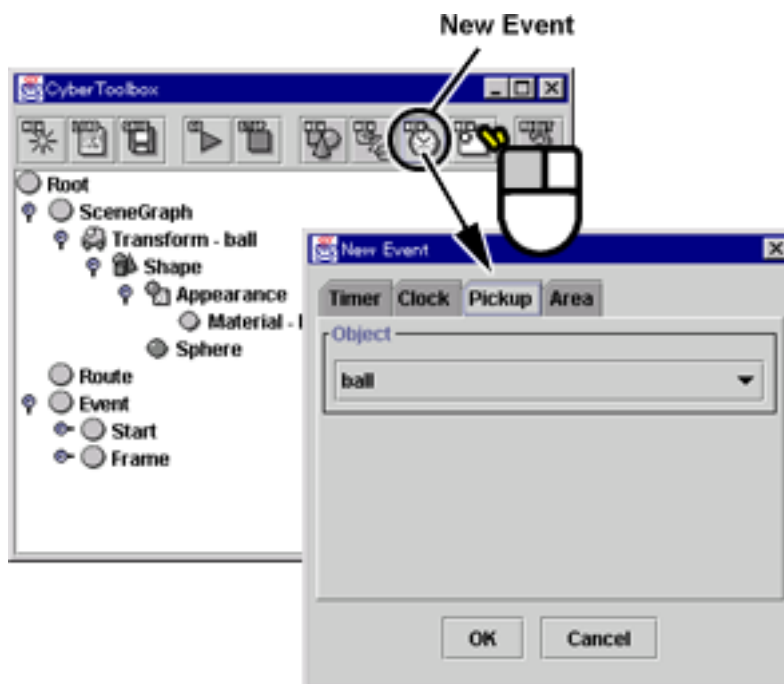 New Event
CyberToolbox
Root
SceneGraph
Transform - ball
Shape
Appearance
Material -
Sphere
Route
Event
Start
Frame
New Event
Timer Clock Pickup Area
Object
ball
OK Cancel